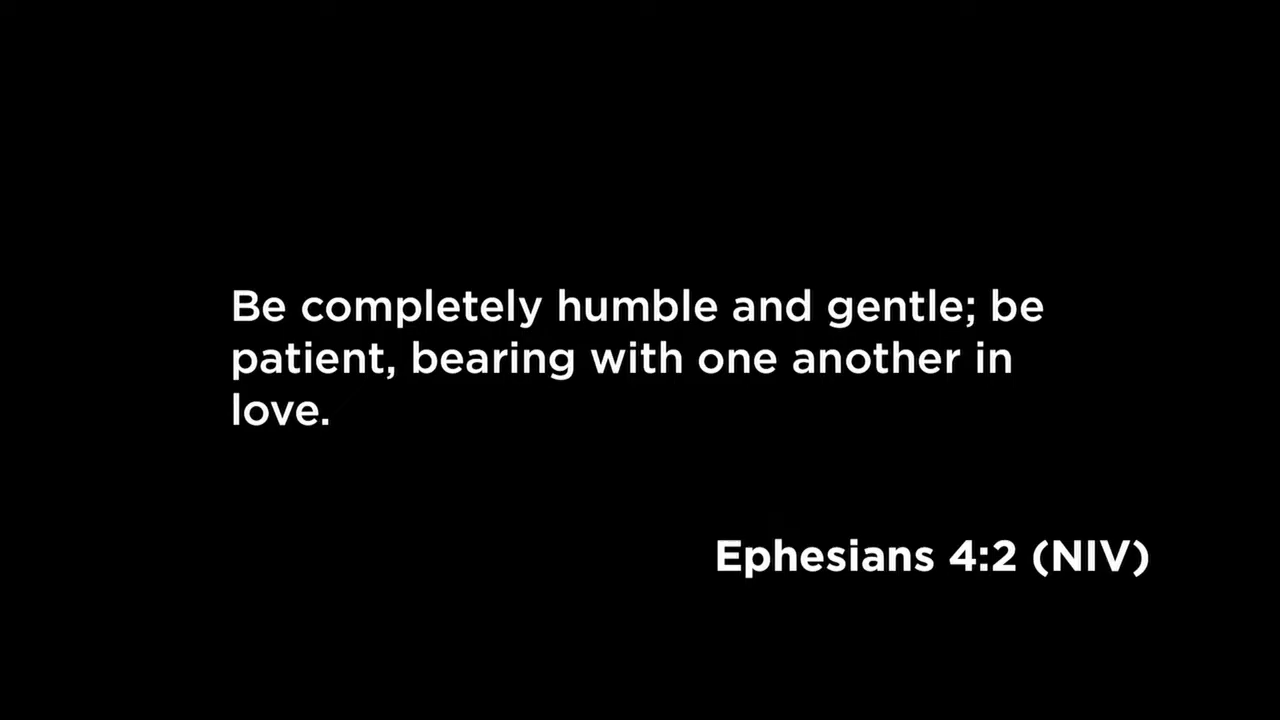 Be completely humble and gentle; be
patient, bearing with one another in
love.
Ephesians 4:2 (NIV)